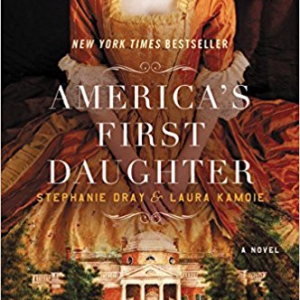 NEW YORK TIMES BESTSELLER
AMERICA'S
FIRST
DAUGHTER
STEPHANIE DRAY & LAURA KAMOIE
A NOVEL